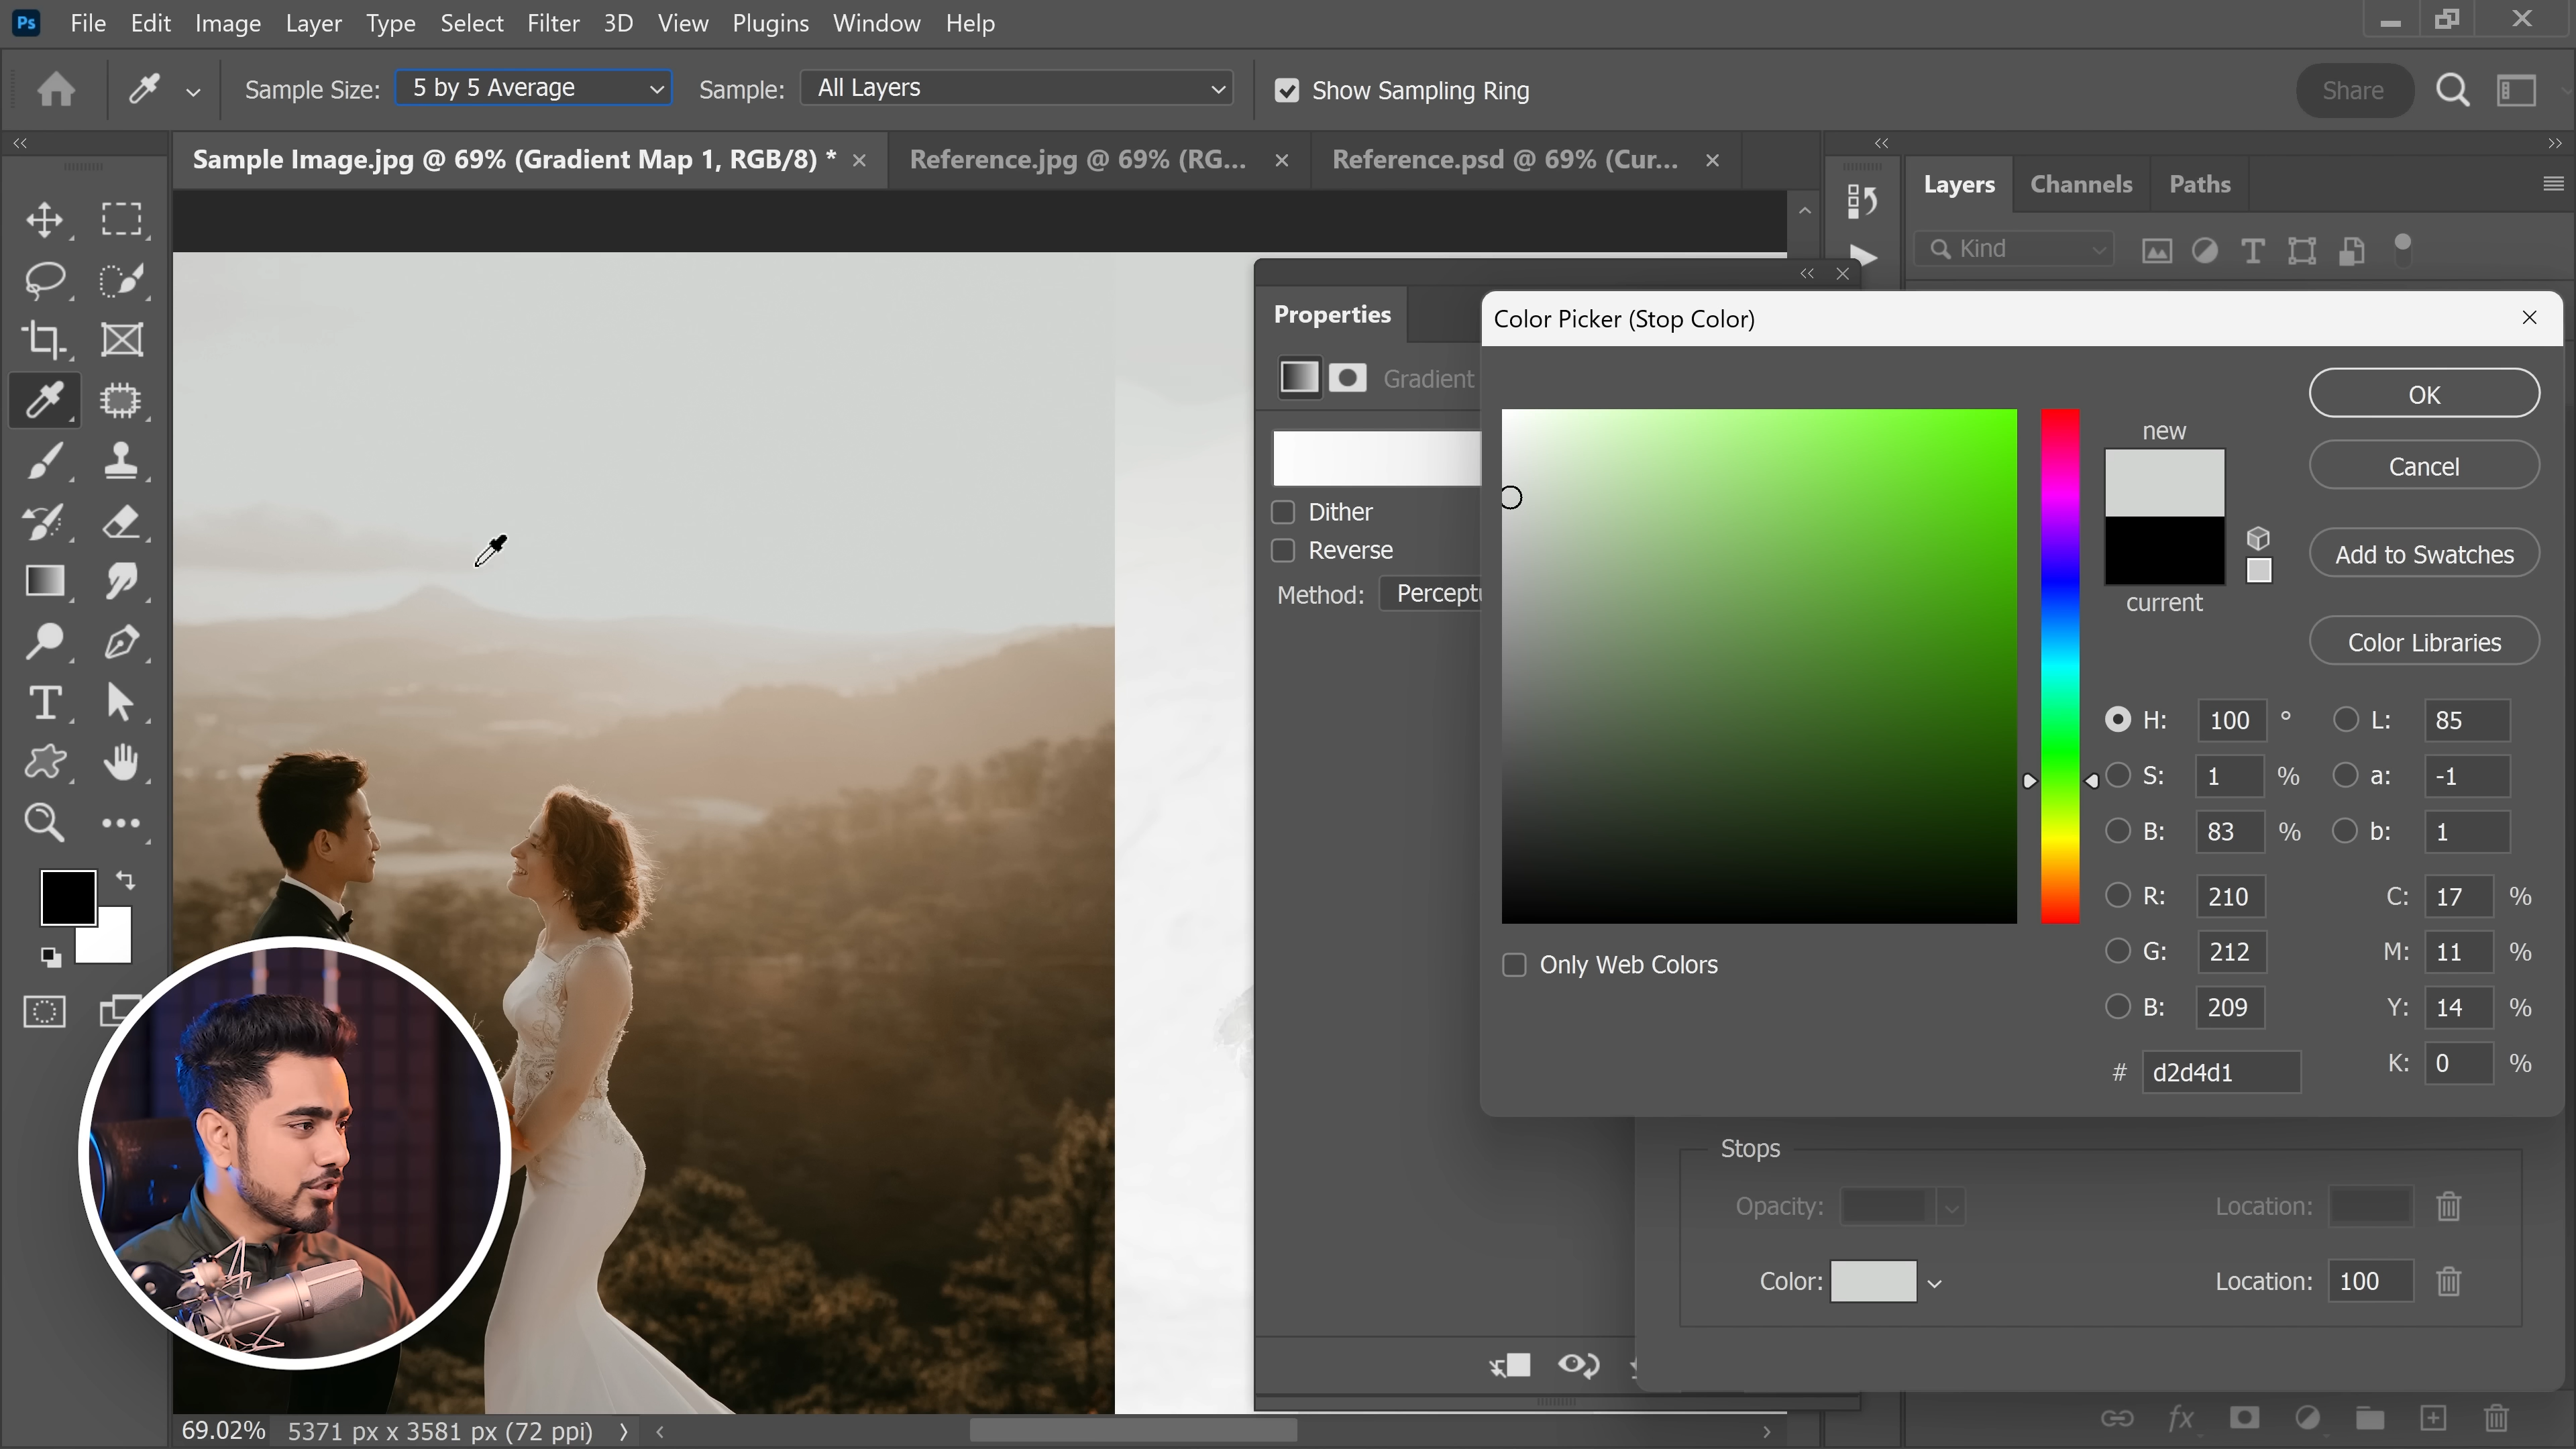 Ps File Edit Image Layer Type Select Filter 3D View Plugins Window Help
Sample Size: 5 by 5 Average Sample: All Layers Show Sampling Ring Share
Sample Image.jpg @ 69% (Gradient Map 1, RGB/8) * Reference.jpg @ 69% (RG... Reference.psd @ 69% (Cur...
Layers Channels Paths
Kind
Properties
Gradient
Dither
Reverse
Method: Perceptu
Color Picker (Stop Color)
OK
new
Cancel
Add to Swatches
current
Color Libraries
H: 100 ° L: 85
S: 1 % a: -1
B: 83 % b: 1
R: 210 C: 17 %
G: 212 M: 11 %
B: 209 Y: 14 %
# d2d4d1 K: 0 %
Only Web Colors
Stops
Opacity: Location:
Color: Location: 100
fx
69.02% 5371 px x 3581 px (72 ppi)